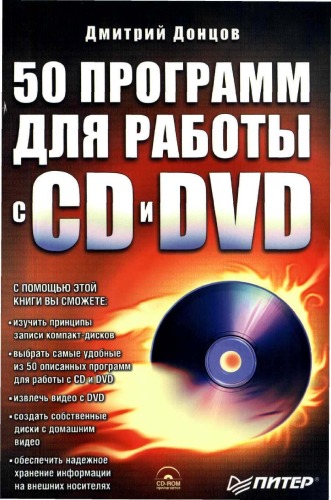 Дмитрий Донцов
50 ПРОГРАММ
ДЛЯ РАБОТЫ
с CD и DVD
С ПОМОЩЬЮ ЭТОЙ
КНИГИ ВЫ СМОЖЕТЕ:
• изучить принципы
записи компакт-дисков
• выбрать самые удобные
из 50 описанных программ
для работы с CD и DVD
• извлечь видео с DVD
• создать собственные
диски с домашним
видео
• обеспечить надежное
хранение информации
на внешних носителях
CD-ROM
ПИТЕР®